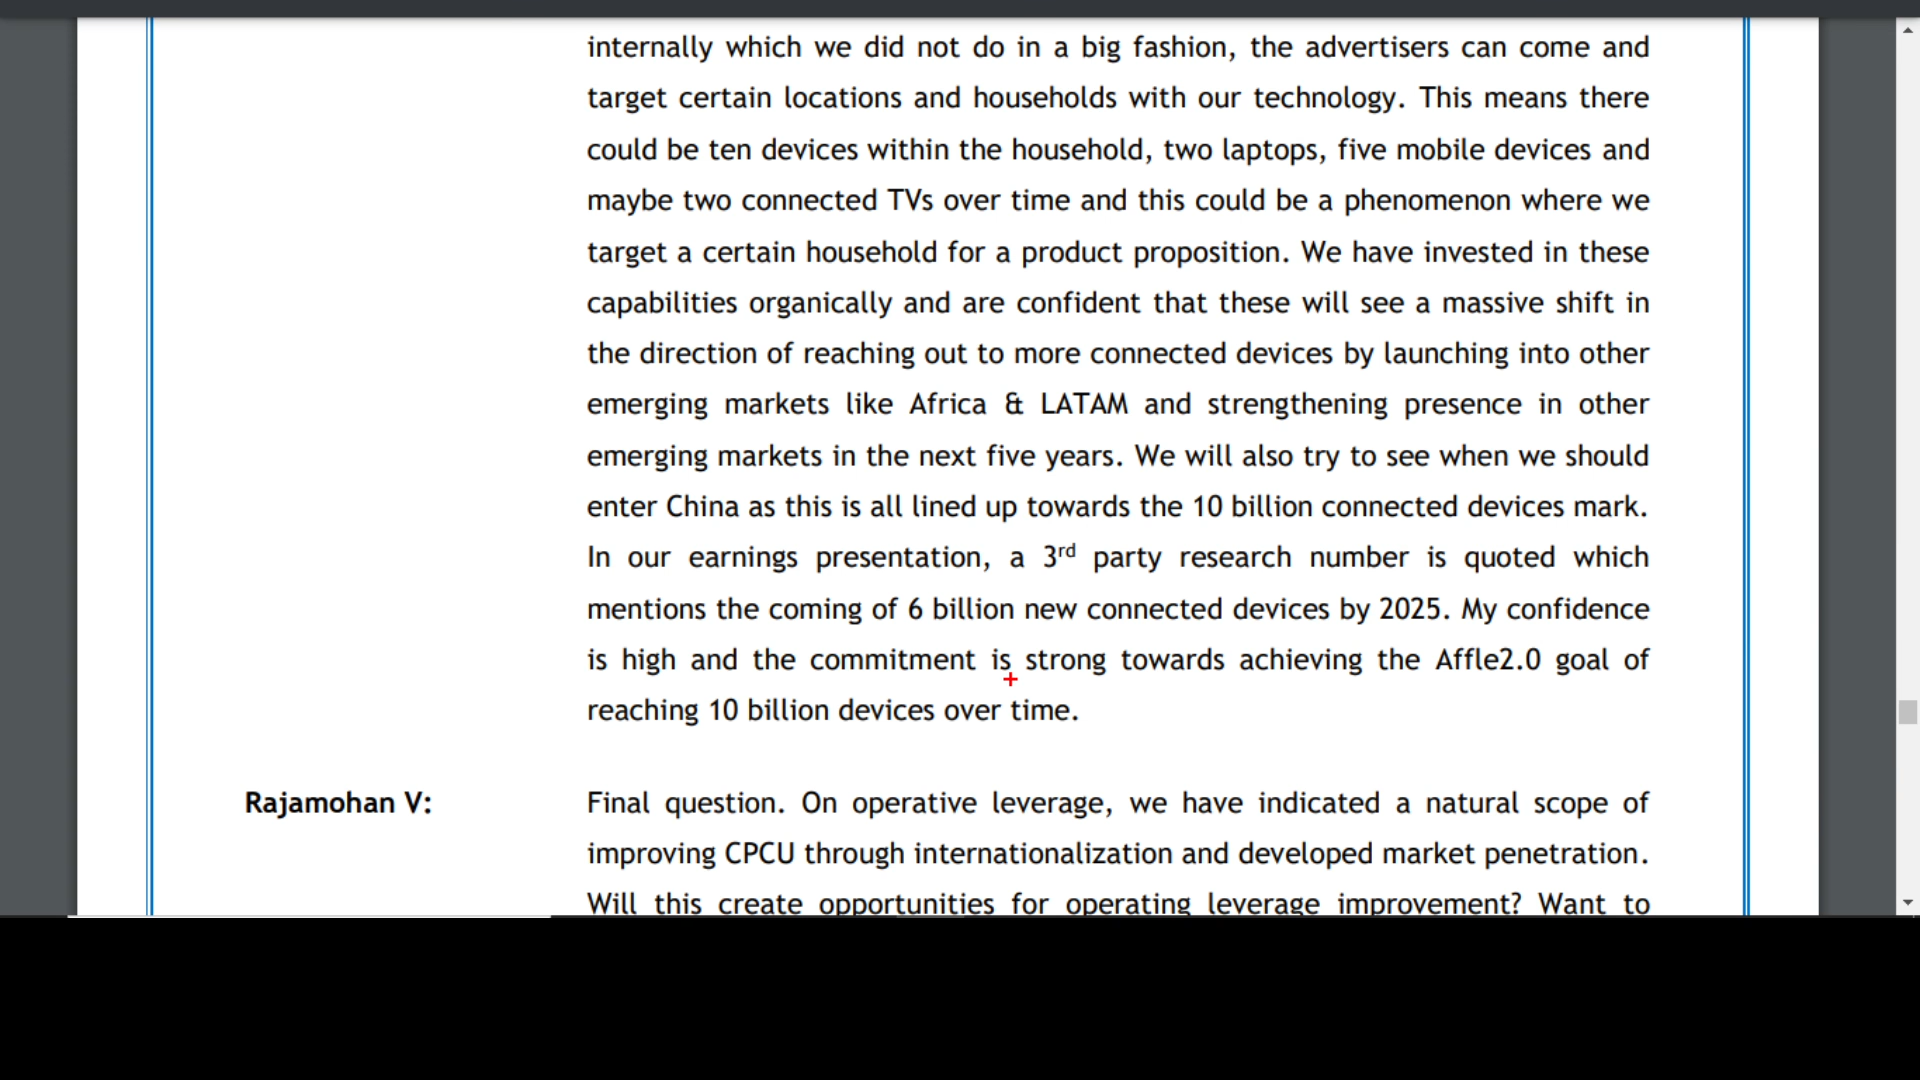 internally which we did not do in a big fashion, the advertisers can come and
target certain locations and households with our technology. This means there
could be ten devices within the household, two laptops, five mobile devices and
maybe two connected TVs over time and this could be a phenomenon where we
target a certain household for a product proposition. We have invested in these
capabilities organically and are confident that these will see a massive shift in
the direction of reaching out to more connected devices by launching into other
emerging markets like Africa & LATAM and strengthening presence in other
emerging markets in the next five years. We will also try to see when we should
enter China as this is all lined up towards the 10 billion connected devices mark.
In our earnings presentation, a 3rd party research number is quoted which
mentions the coming of 6 billion new connected devices by 2025. My confidence
is high and the commitment is strong towards achieving the Affle2.0 goal of
reaching 10 billion devices over time.
Rajamohan V: Final question. On operative leverage, we have indicated a natural scope of
improving CPCU through internationalization and developed market penetration.
Will this create opportunities for operating leverage improvement? Want to